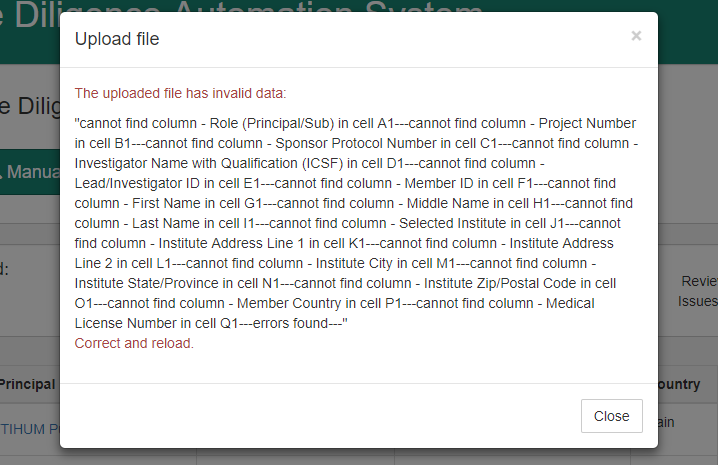 e Diligence Automation System
Upload file
×
The uploaded file has invalid data:
"cannot find column - Role (Principal/Sub) in cell A1---cannot find column - Project Number
in cell B1---cannot find column - Sponsor Protocol Number in cell C1---cannot find column -
Investigator Name with Qualification (ICSF) in cell D1---cannot find column -
Lead/Investigator ID in cell E1---cannot find column - Member ID in cell F1---cannot find
column - First Name in cell G1---cannot find column - Middle Name in cell H1---cannot find
column - Last Name in cell I1---cannot find column - Selected Institute in cell J1---cannot
find column - Institute Address Line 1 in cell K1---cannot find column - Institute Address
Line 2 in cell L1---cannot find column - Institute City in cell M1---cannot find column -
Institute State/Province in cell N1---cannot find column - Institute Zip/Postal Code in cell
O1---cannot find column - Member Country in cell P1---cannot find column - Medical
License Number in cell Q1---errors found---"
Correct and reload.
Close
e Dilig
Manua
d:
Revie
Issues
Principal
ountry
TIHUM P
ain